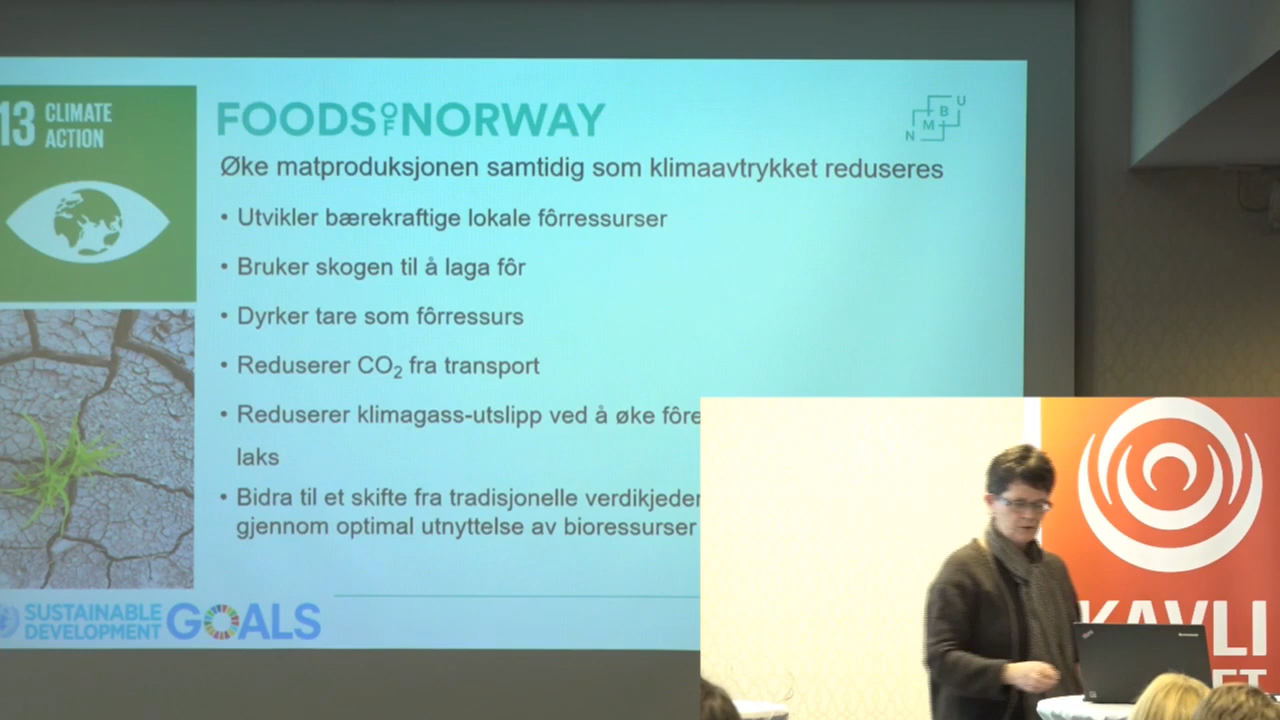 13 CLIMATE
ACTION
FOODS OF NORWAY
N M B U
Øke matproduksjonen samtidig som klimaavtrykket reduseres
• Utvikler bærekraftige lokale fôrressurser
• Bruker skogen til å laga fôr
• Dyrker tare som fôrressurs
• Reduserer CO₂ fra transport
• Reduserer klimagass-utslipp ved å øke fôre
laks
• Bidra til et skifte fra tradisjonelle verdikjeder
gjennom optimal utnyttelse av bioressurser
SUSTAINABLE
DEVELOPMENT
GOALS
KAVLI
ET